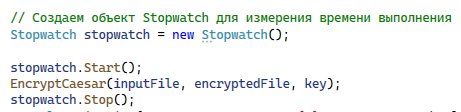 // Создаем объект Stopwatch для измерения времени выполнения
Stopwatch stopwatch = new Stopwatch();
stopwatch.Start();
EncryptCaesar(inputFile, encryptedFile, key);
stopwatch.Stop();